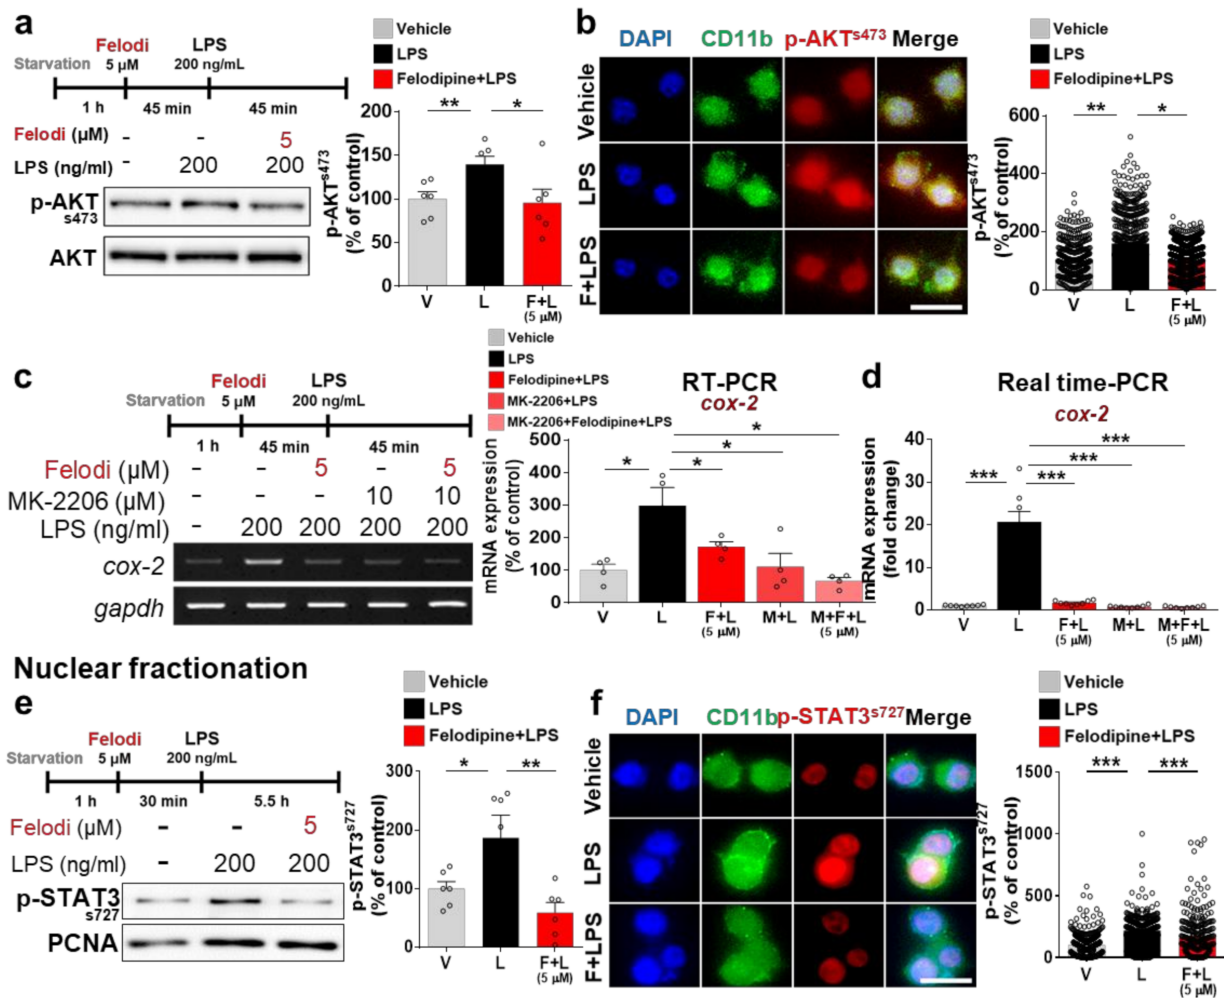 a
Felodi LPS
Starvation 5 µM 200 ng/mL
1 h 45 min 45 min
Felodi (µM) - - 5
LPS (ng/ml) - 200 200
p-AKT
s473
AKT
Vehicle
LPS
Felodipine+LPS
p-AKTs473
(% of control)
200
150
100
50
0
** *
V L F+L
(5 µM)
b
DAPI CD11b p-AKTs473 Merge
Vehicle
LPS
F+LPS
Vehicle
LPS
Felodipine+LPS
p-AKTs473
(% of control)
600
400
200
0
** *
V L F+L
(5 µM)
c
Felodi LPS
Starvation 5 µM 200 ng/mL
1 h 45 min 45 min
Felodi (µM) - - 5 - 5
MK-2206 (µM) - - - 10 10
LPS (ng/ml) - 200 200 200 200
cox-2
gapdh
Vehicle
LPS
Felodipine+LPS
MK-2206+LPS
MK-2206+Felodipine+LPS
RT-PCR
cox-2
mRNA expression
(% of control)
500
400
300
200
100
0
* * * *
V L F+L M+L M+F+L
(5 µM) (5 µM)
d
Real time-PCR
cox-2
mRNA expression
(fold change)
40
30
20
10
0
*** *** *** ***
V L F+L M+L M+F+L
(5 µM) (5 µM)
Nuclear fractionation
e
Felodi LPS
Starvation 5 µM 200 ng/mL
1 h 30 min 5.5 h
Felodi (µM) - - 5
LPS (ng/ml) - 200 200
p-STAT3
s727
PCNA
Vehicle
LPS
Felodipine+LPS
p-STAT3s727
(% of control)
300
200
100
0
* **
V L F+L
(5 µM)
f
DAPI CD11b p-STAT3s727 Merge
Vehicle
LPS
F+LPS
Vehicle
LPS
Felodipine+LPS
p-STAT3s727
(% of control)
1500
1000
500
0
*** ***
V L F+L
(5 µM)